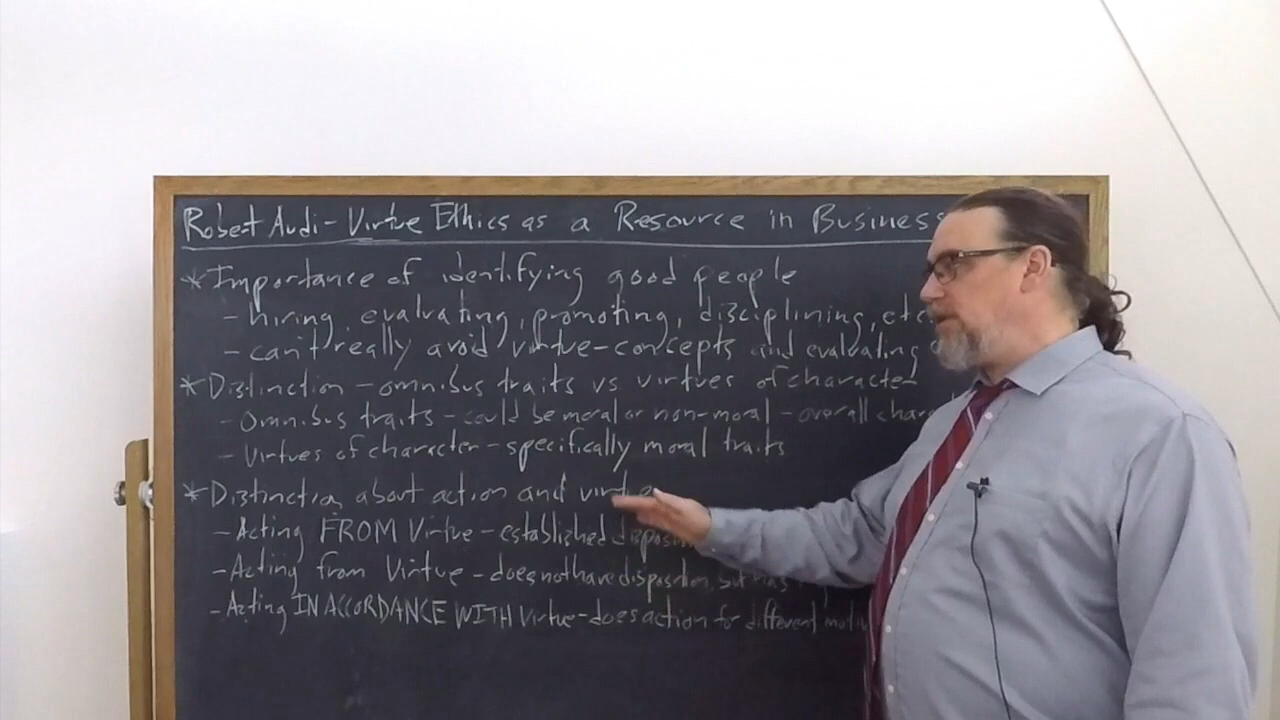 Robert Audi - Virtue Ethics as a Resource in Business
* Importance of identifying good people
- hiring, evaluating, promoting, disciplining, etc
- can't really avoid virtue-concepts and evaluating
* Distinction - omnibus traits vs virtues of character
- Omnibus traits - could be moral or non-moral - overall
- Virtues of character - specifically moral traits
* Distinction about action and virtue
- Acting FROM Virtue - established
- Acting from Virtue - does not have disposition, but has
- Acting IN ACCORDANCE WITH Virtue - does action for different